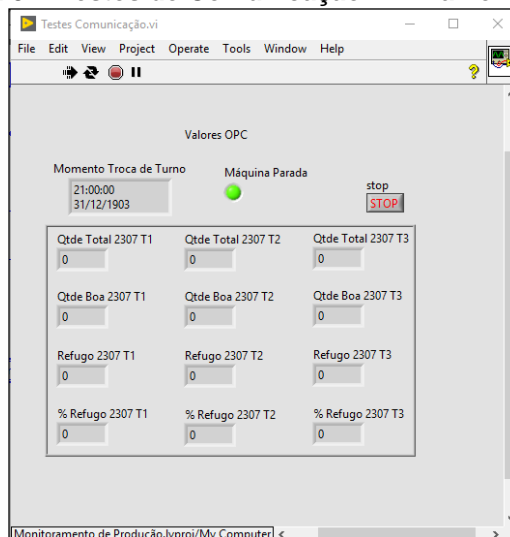 Testes Comunicação.vi
File Edit View Project Operate Tools Window Help
Valores OPC
Momento Troca de Turno
Máquina Parada
21:00:00
31/12/1903
stop
STOP
Qtde Total 2307 T1 Qtde Total 2307 T2 Qtde Total 2307 T3
0 0 0
Qtde Boa 2307 T1 Qtde Boa 2307 T2 Qtde Boa 2307 T3
0 0 0
Refugo 2307 T1 Refugo 2307 T2 Refugo 2307 T3
0 0 0
% Refugo 2307 T1 % Refugo 2307 T2 % Refugo 2307 T3
0 0 0
Monitoramento de Produção.lvproj/My Computer